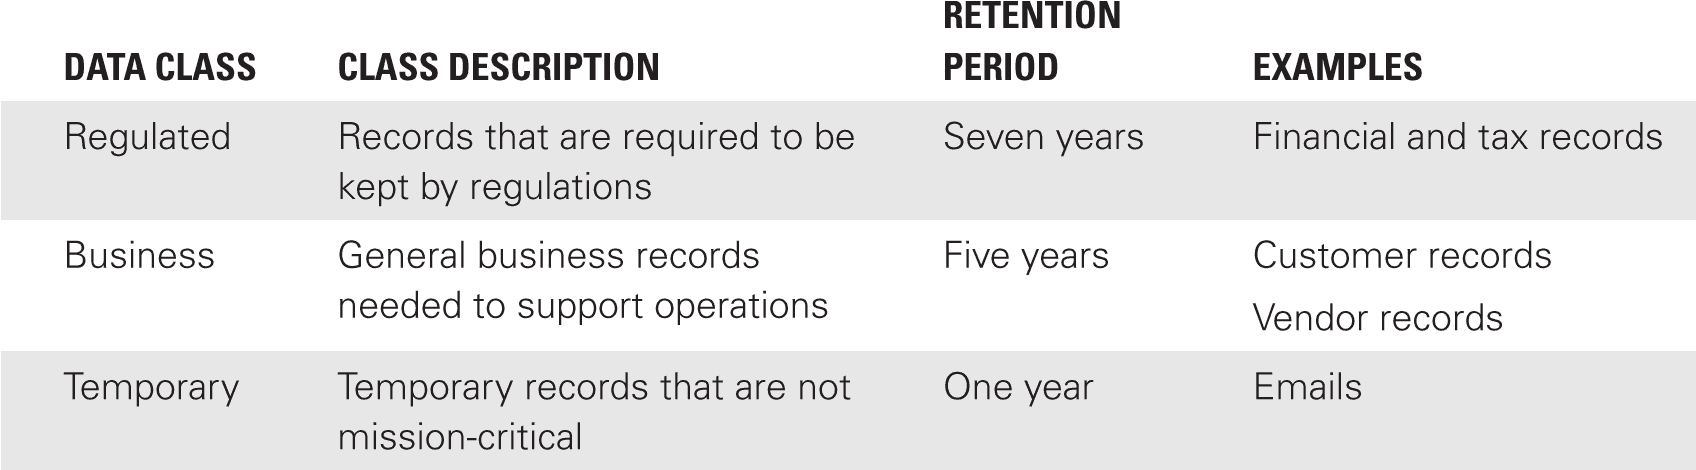 RETENTION
DATA CLASS CLASS DESCRIPTION PERIOD EXAMPLES
Regulated Records that are required to be Seven years Financial and tax records
kept by regulations
Business General business records Five years Customer records
needed to support operations Vendor records
Temporary Temporary records that are not One year Emails
mission-critical